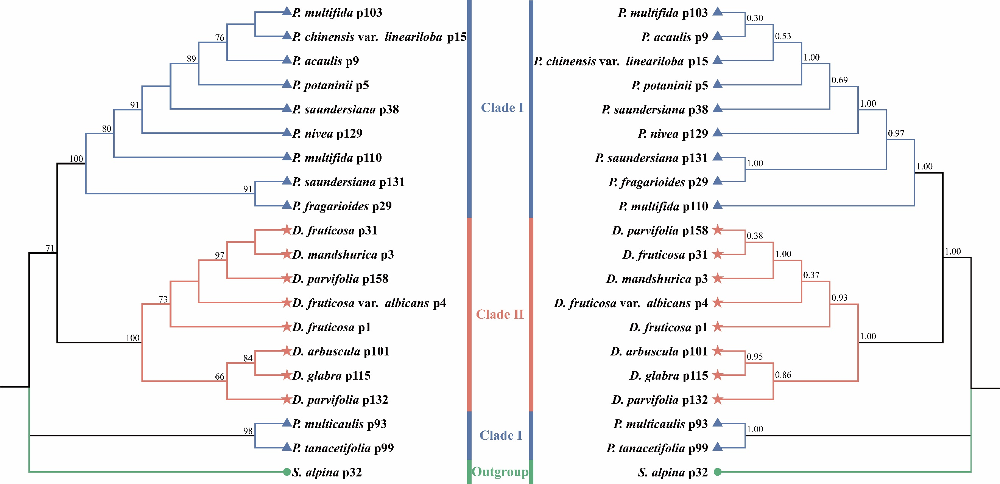 P. multifida p103
P. chinensis var. lineariloba p15
76
P. acaulis p9
89
P. potaninii p5
P. saundersiana p38
91
P. nivea p129
80
P. multifida p110
100
P. saundersiana p131
91
P. fragarioides p29
D. fruticosa p31
71
D. mandshurica p3
97
D. parvifolia p158
D. fruticosa var. albicans p4
73
D. fruticosa p1
100
D. arbuscula p101
84
D. glabra p115
66
D. parvifolia p132
P. multicaulis p93
98
P. tanacetifolia p99
S. alpina p32
Clade I
Clade II
Clade I
Outgroup
P. multifida p103
0.30
P. acaulis p9
0.53
P. chinensis var. lineariloba p15
1.00
P. potaninii p5
0.69
P. saundersiana p38
1.00
P. nivea p129
0.97
P. saundersiana p131
1.00
1.00
P. fragarioides p29
P. multifida p110
D. parvifolia p158
0.38
D. fruticosa p31
1.00
1.00
D. mandshurica p3
0.37
D. fruticosa var. albicans p4
0.93
D. fruticosa p1
1.00
D. arbuscula p101
0.95
D. glabra p115
0.86
D. parvifolia p132
P. multicaulis p93
1.00
P. tanacetifolia p99
S. alpina p32